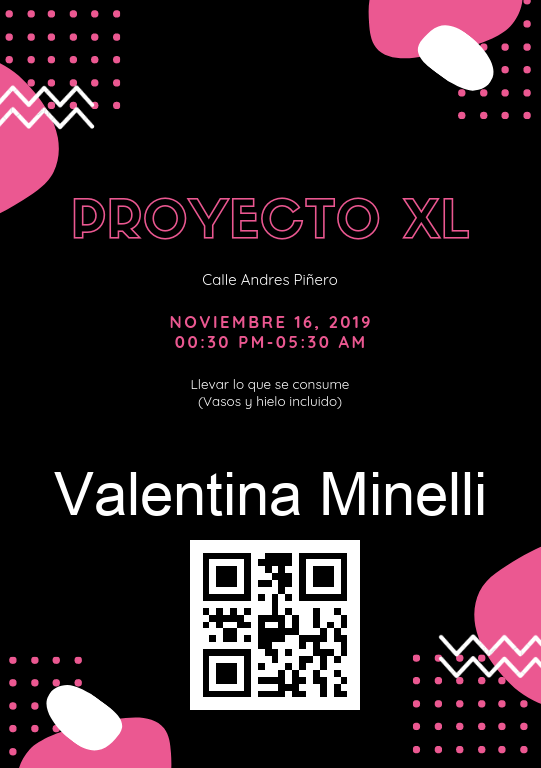 PROYECTO XL
Calle Andres Piñero
NOVIEMBRE 16, 2019
00:30 PM-05:30 AM
Llevar lo que se consume
(Vasos y hielo incluido)
Valentina Minelli